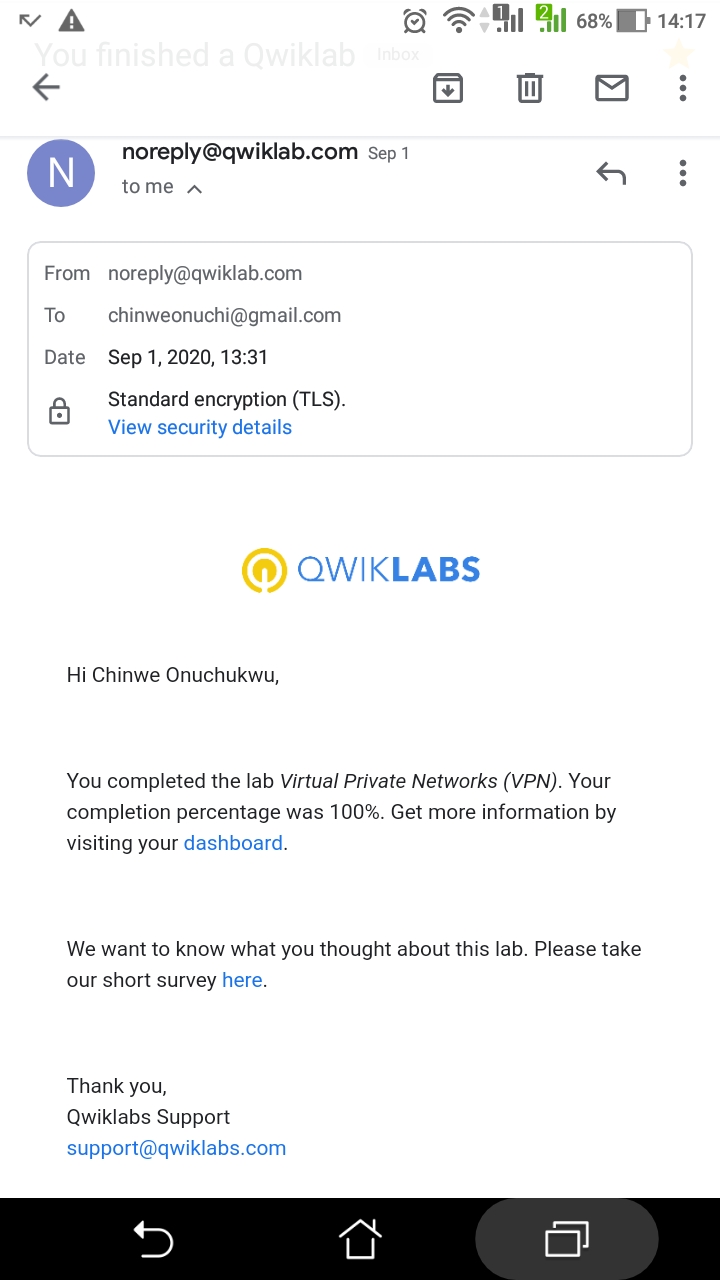 1 2 68% 14:17
You finished a Qwiklab Inbox
N
noreply@qwiklab.com Sep 1
to me
From noreply@qwiklab.com
To chinweonuchi@gmail.com
Date Sep 1, 2020, 13:31
Standard encryption (TLS).
View security details
QWIKLABS
Hi Chinwe Onuchukwu,
You completed the lab Virtual Private Networks (VPN). Your
completion percentage was 100%. Get more information by
visiting your dashboard.
We want to know what you thought about this lab. Please take
our short survey here.
Thank you,
Qwiklabs Support
support@qwiklabs.com